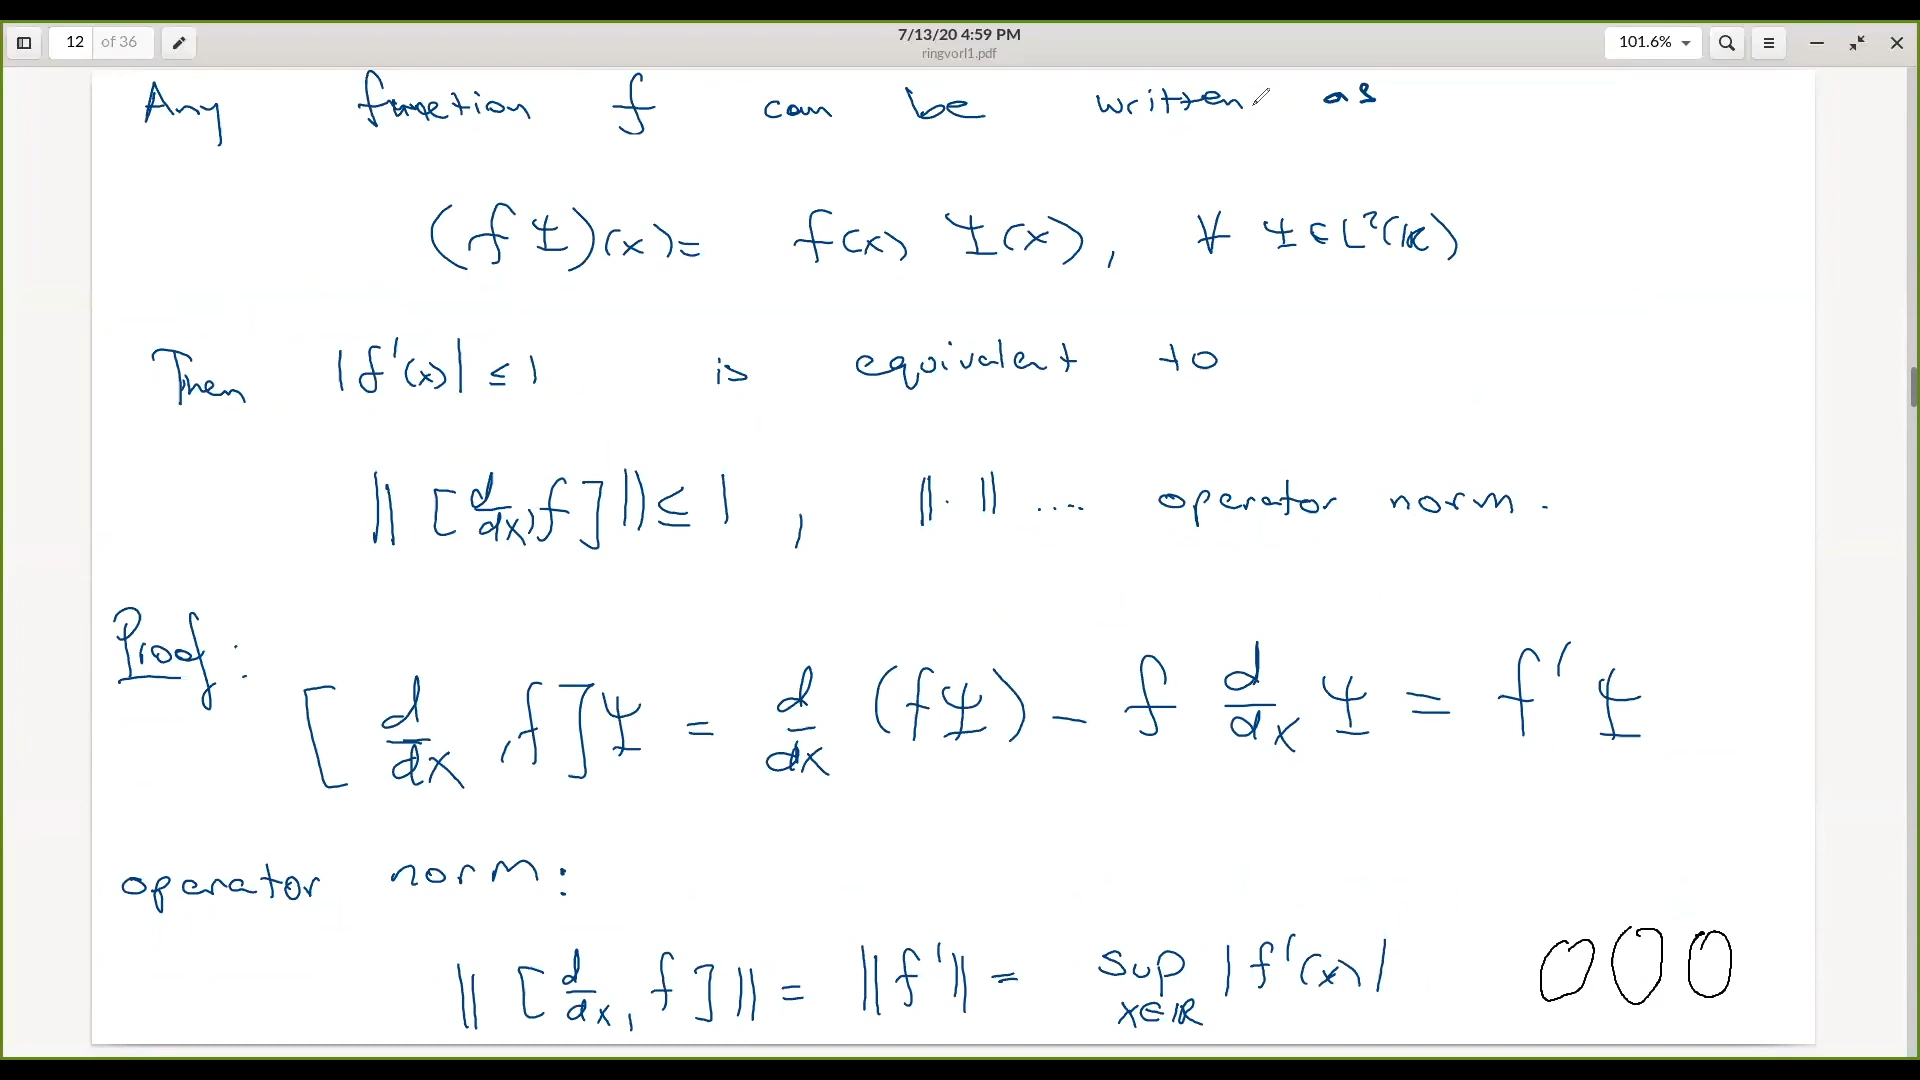 12 of 36
7/13/20 4:59 PM
ringvorl1.pdf
101.6%
Any function f can be written as
(fΨ)(x)= f(x) Ψ(x), ∀ Ψ∈L²(ℝ)
Then |f'(x)| ≤ 1 is equivalent to
‖[d/dx, f]‖ ≤ 1, ‖·‖ .... operator norm.
Proof:
[d/dx, f]Ψ = d/dx (fΨ) - f d/dx Ψ = f' Ψ
operator norm:
‖[d/dx, f]‖ = ‖f'‖ = sup x∈ℝ |f'(x)|